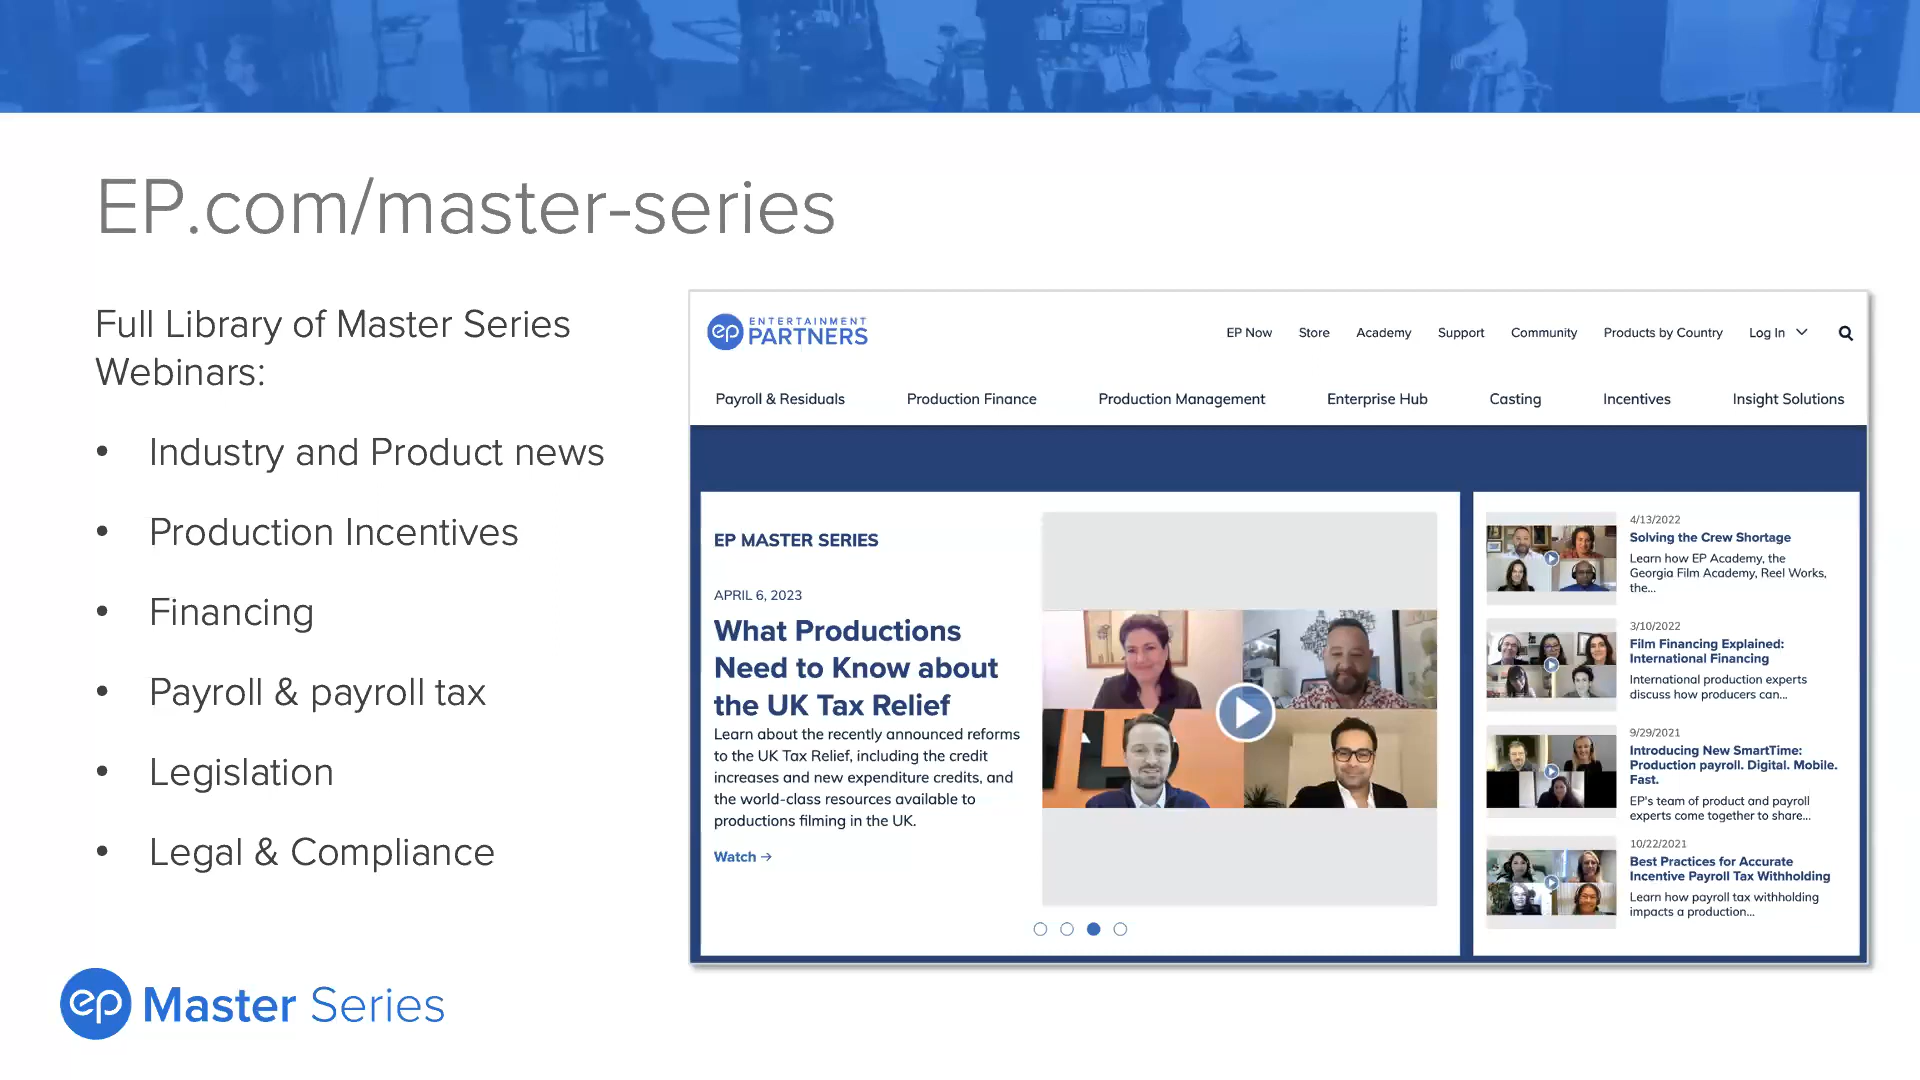 EP.com/master-series
Full Library of Master Series
Webinars:
• Industry and Product news
• Production Incentives
• Financing
• Payroll & payroll tax
• Legislation
• Legal & Compliance
ep Master Series
ep ENTERTAINMENT
PARTNERS
EP Now Store Academy Support Community Products by Country Log In
Payroll & Residuals Production Finance Production Management Enterprise Hub Casting Incentives Insight Solutions
EP MASTER SERIES
APRIL 6, 2023
What Productions
Need to Know about
the UK Tax Relief
Learn about the recently announced reforms
to the UK Tax Relief, including the credit
increases and new expenditure credits, and
the world-class resources available to
productions filming in the UK.
Watch →
4/13/2022
Solving the Crew Shortage
Learn how EP Academy, the
Georgia Film Academy, Reel Works,
the...
3/10/2022
Film Financing Explained:
International Financing
International production experts
discuss how producers can...
9/29/2021
Introducing New SmartTime:
Production payroll. Digital. Mobile.
Fast.
EP's team of product and payroll
experts come together to share...
10/22/2021
Best Practices for Accurate
Incentive Payroll Tax Withholding
Learn how payroll tax withholding
impacts a production...